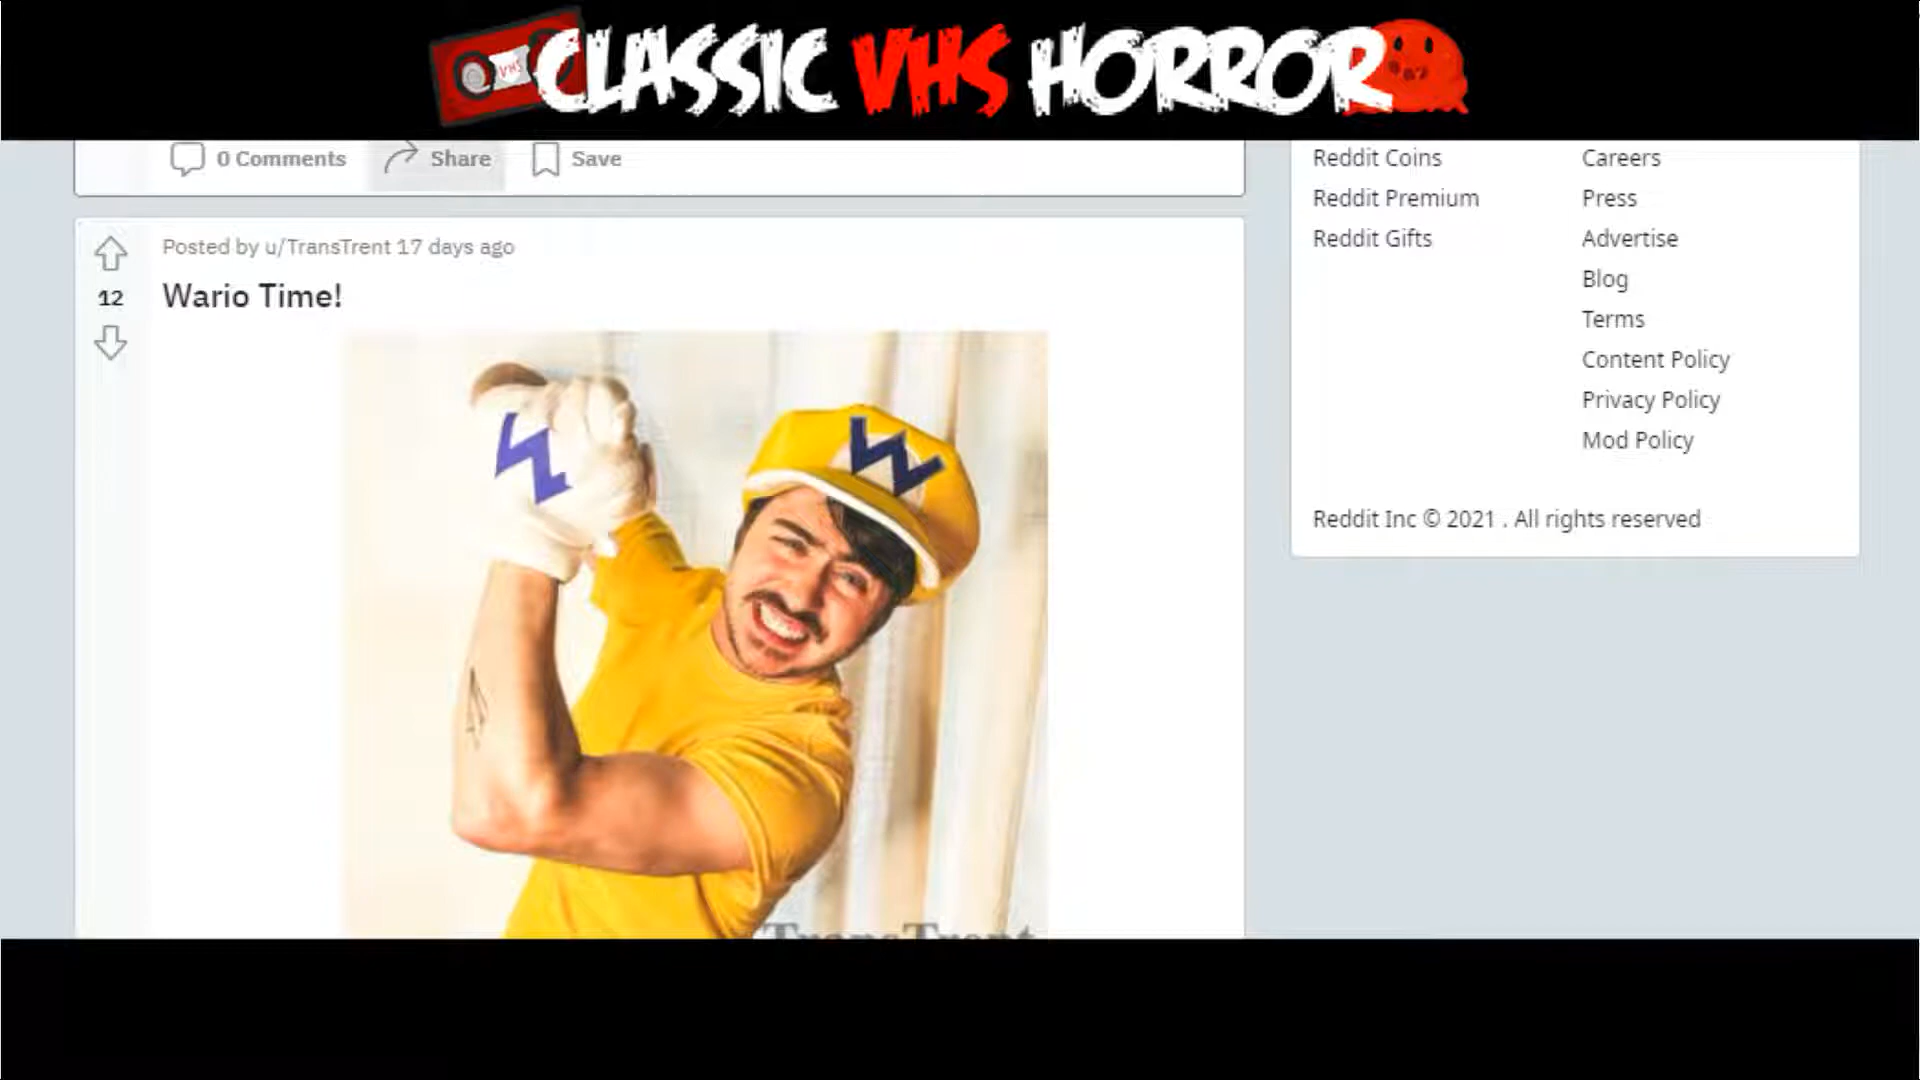 VHS
CLASSIC VHS HORROR
0 Comments
Share
Save
Reddit Coins
Careers
Reddit Premium
Press
Reddit Gifts
Advertise
Blog
Terms
Content Policy
Privacy Policy
Mod Policy
Reddit Inc © 2021 . All rights reserved
Posted by u/TransTrent 17 days ago
12
Wario Time!
W
W
TransTrent